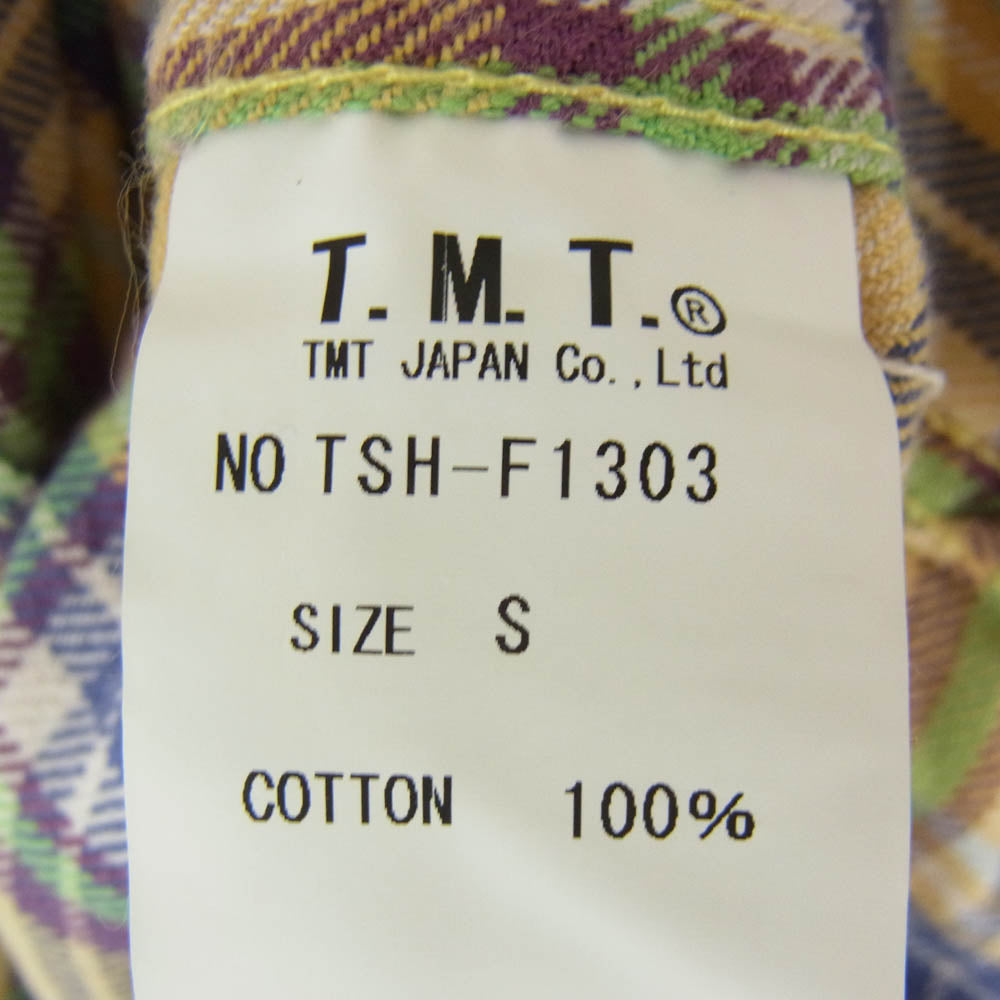 T.M.T.®
TMT JAPAN Co.,Ltd
NO TSH-F1303
SIZE S
COTTON 100%